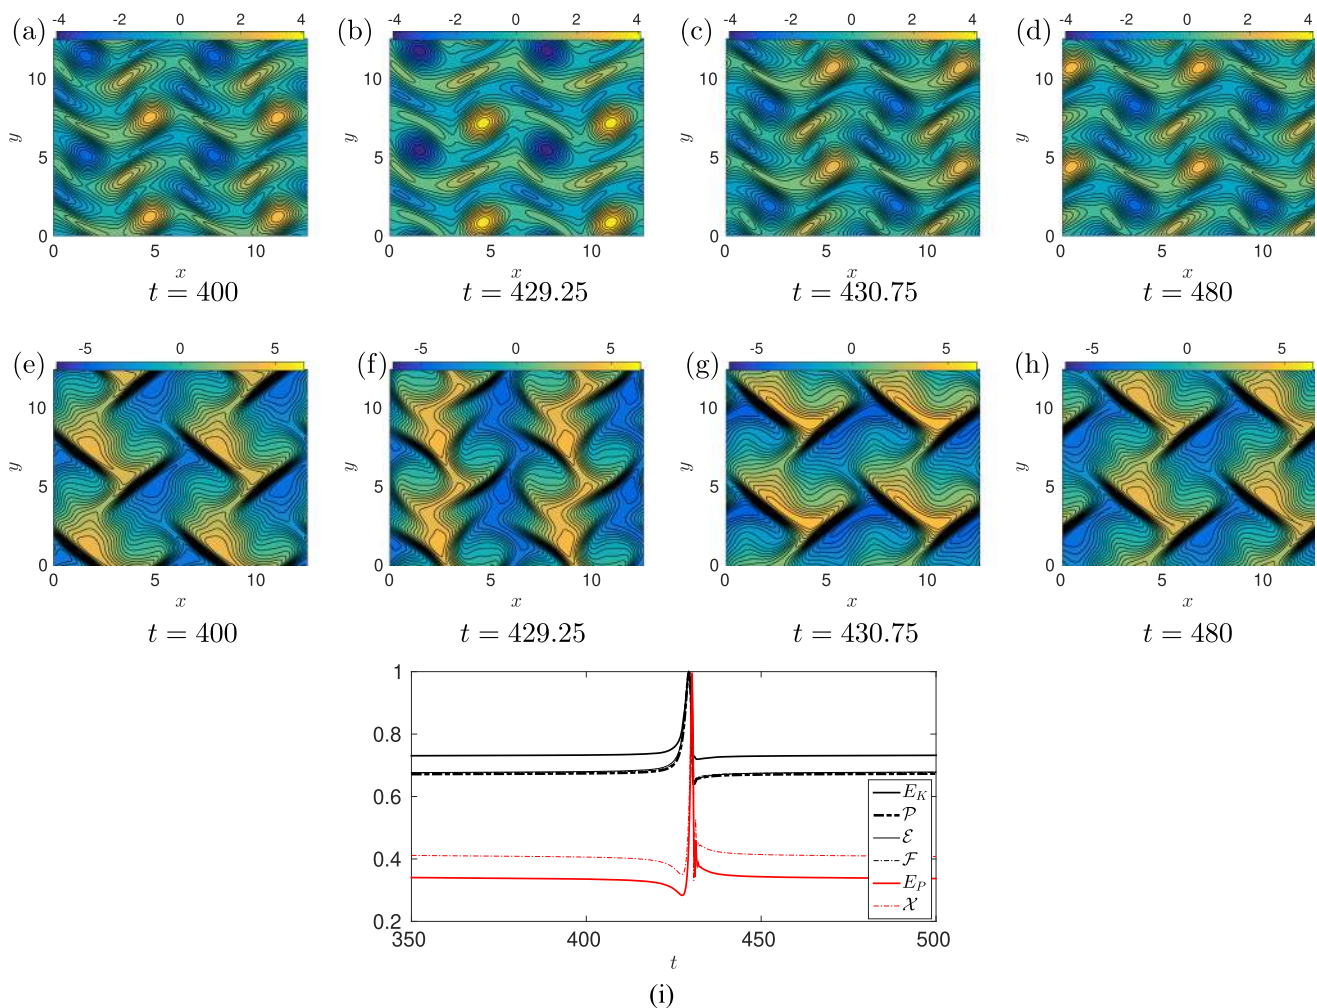 (a) -4 -2 0 2 4
(b) -4 -2 0 2 4
(c) -4 -2 0 2 4
(d) -4 -2 0 2 4
y 10 5 0
0 5 10
x
t = 400
y 10 5 0
0 5 10
x
t = 429.25
y 10 5 0
0 5 10
x
t = 430.75
y 10 5 0
0 5 10
x
t = 480
(e) -5 0 5
(f) -5 0 5
(g) -5 0 5
(h) -5 0 5
y 10 5 0
0 5 10
x
t = 400
y 10 5 0
0 5 10
x
t = 429.25
y 10 5 0
0 5 10
x
t = 430.75
y 10 5 0
0 5 10
x
t = 480
1
0.8
0.6
0.4
0.2
350 400 450 500
t
E_K
𝒫
ℰ
ℱ
E_P
𝒳
(i)